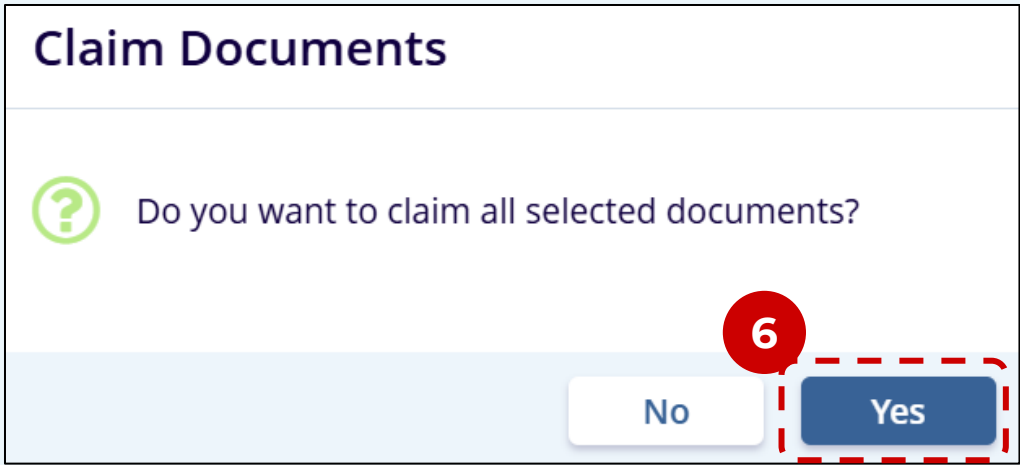 Claim Documents
?
Do you want to claim all selected documents?
6
No
Yes